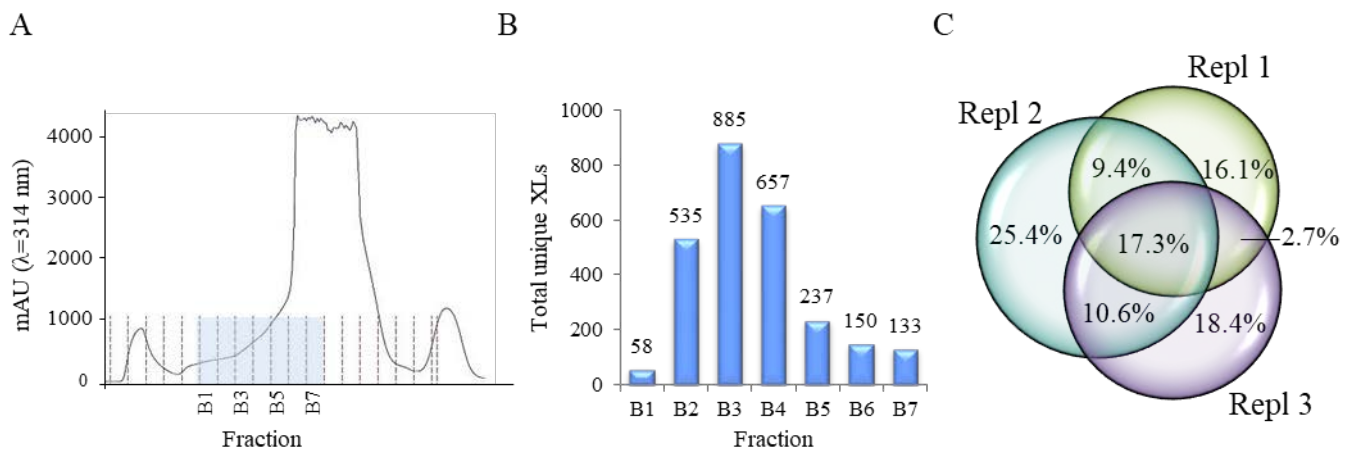 A
B
C
mAU (λ=314 nm)
4000
3000
2000
1000
0
B1
B3
B5
B7
Fraction
Total unique XLs
1000
800
600
400
200
0
58
535
885
657
237
150
133
B1
B2
B3
B4
B5
B6
B7
Fraction
Repl 1
Repl 2
9.4%
16.1%
25.4%
17.3%
2.7%
10.6%
18.4%
Repl 3